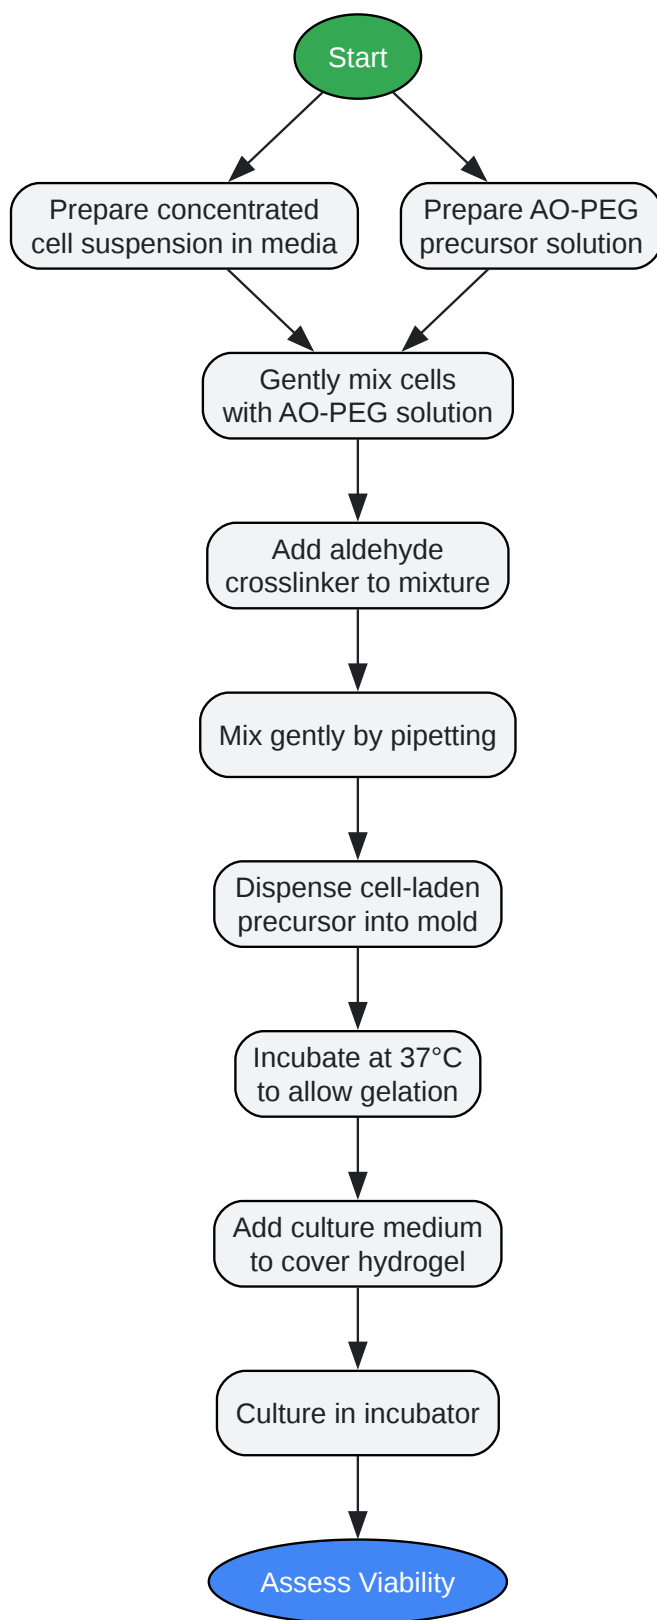 Start
Prepare concentrated
cell suspension in media
Prepare AO-PEG
precursor solution
Gently mix cells
with AO-PEG solution
Add aldehyde
crosslinker to mixture
Mix gently by pipetting
Dispense cell-laden
precursor into mold
Incubate at 37°C
to allow gelation
Add culture medium
to cover hydrogel
Culture in incubator
Assess Viability